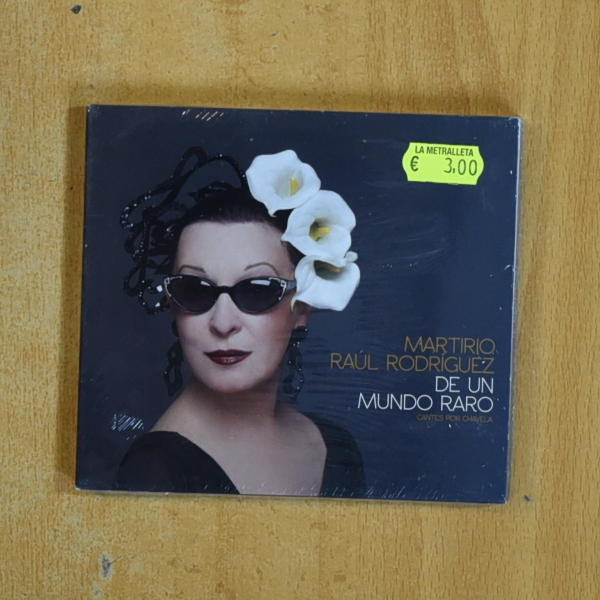 LA METRALLETA
€ 3,00
MARTIRIO
RAÚL RODRÍGUEZ
DE UN
MUNDO RARO
CANTES POR CHAVELA